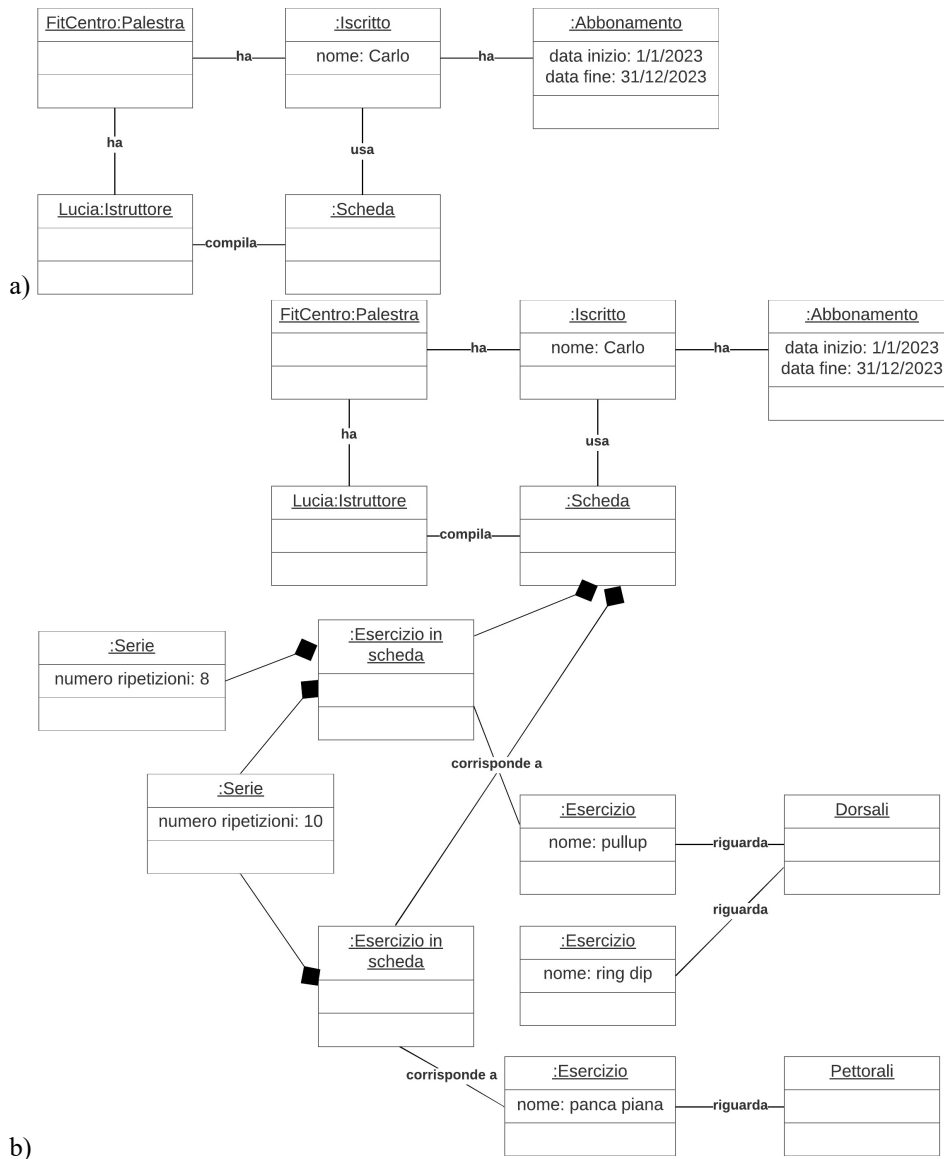 FitCentro:Palestra
:Iscritto
:Abbonamento
nome: Carlo
data inizio: 1/1/2023
data fine: 31/12/2023
ha
ha
ha
usa
Lucia:Istruttore
:Scheda
compila
a)
FitCentro:Palestra
:Iscritto
:Abbonamento
nome: Carlo
data inizio: 1/1/2023
data fine: 31/12/2023
ha
ha
ha
usa
Lucia:Istruttore
:Scheda
compila
:Serie
numero ripetizioni: 8
:Esercizio in
scheda
corrisponde a
:Serie
numero ripetizioni: 10
:Esercizio
nome: pullup
riguarda
Dorsali
riguarda
:Esercizio in
scheda
:Esercizio
nome: ring dip
corrisponde a
:Esercizio
nome: panca piana
riguarda
Pettorali
b)